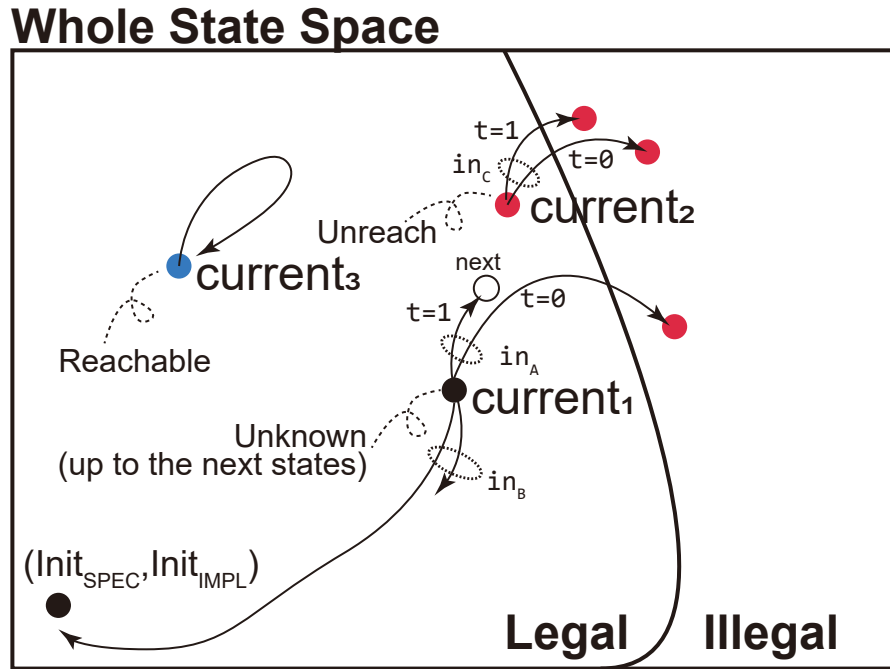 Whole State Space
t=1
t=0
in_C
current₂
Unreach
next
current₃
t=1
t=0
Reachable
in_A
current₁
Unknown
(up to the next states)
in_B
(Init_SPEC,Init_IMPL)
Legal
Illegal